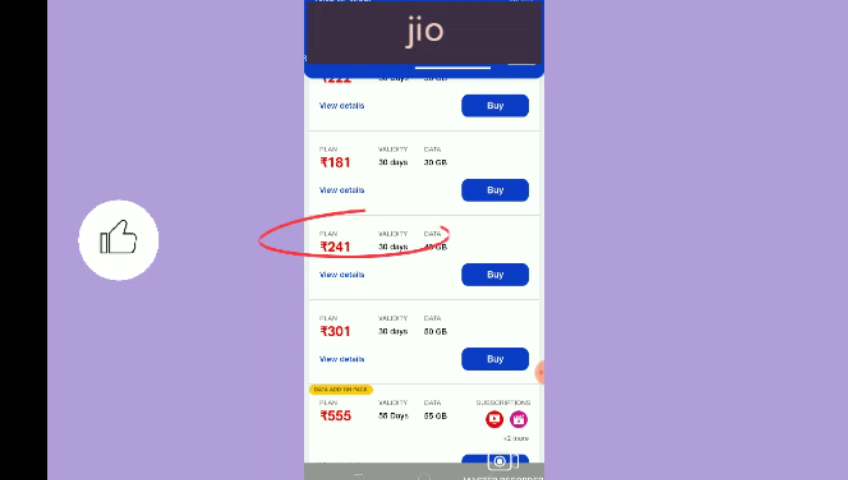 jio
₹222
View details
Buy
PLAN VALIDITY DATA
₹181 30 days 30 GB
View details
Buy
PLAN VALIDITY DATA
₹241 30 days 40 GB
View details
Buy
PLAN VALIDITY DATA
₹301 30 days 50 GB
View details
Buy
DATA ADD-ON PACK
PLAN VALIDITY DATA SUBSCRIPTIONS
₹555 55 Days 55 GB
+2 more